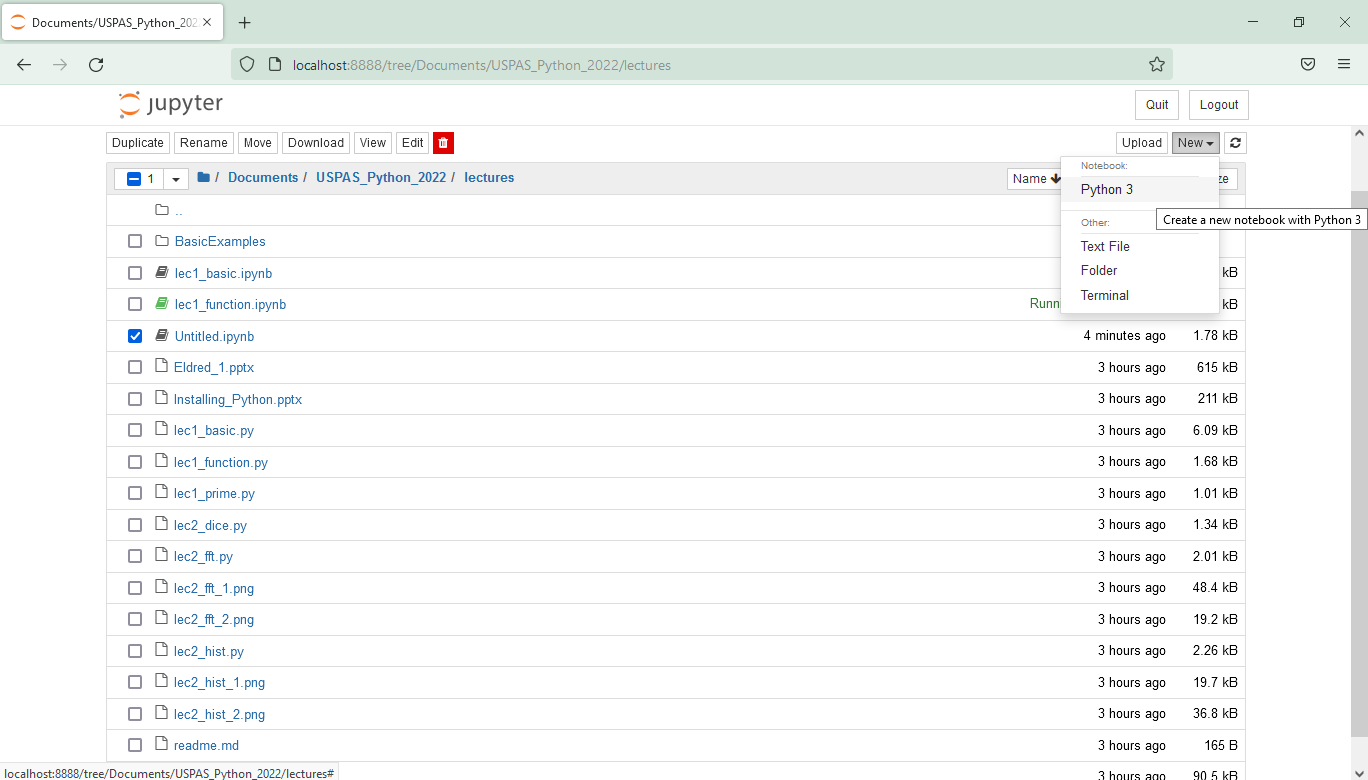 Documents/USPAS_Python_202
localhost:8888/tree/Documents/USPAS_Python_2022/lectures
jupyter
Quit Logout
Duplicate Rename Move Download View Edit
Upload New
1 / Documents / USPAS_Python_2022 / lectures
Name ze
Notebook:
Python 3
Create a new notebook with Python 3
Other:
Text File
Folder
Terminal
..
BasicExamples
lec1_basic.ipynb kB
lec1_function.ipynb Runn kB
Untitled.ipynb 4 minutes ago 1.78 kB
Eldred_1.pptx 3 hours ago 615 kB
Installing_Python.pptx 3 hours ago 211 kB
lec1_basic.py 3 hours ago 6.09 kB
lec1_function.py 3 hours ago 1.68 kB
lec1_prime.py 3 hours ago 1.01 kB
lec2_dice.py 3 hours ago 1.34 kB
lec2_fft.py 3 hours ago 2.01 kB
lec2_fft_1.png 3 hours ago 48.4 kB
lec2_fft_2.png 3 hours ago 19.2 kB
lec2_hist.py 3 hours ago 2.26 kB
lec2_hist_1.png 3 hours ago 19.7 kB
lec2_hist_2.png 3 hours ago 36.8 kB
readme.md 3 hours ago 165 B
3 hours ago 90.5 kB
localhost:8888/tree/Documents/USPAS_Python_2022/lectures#